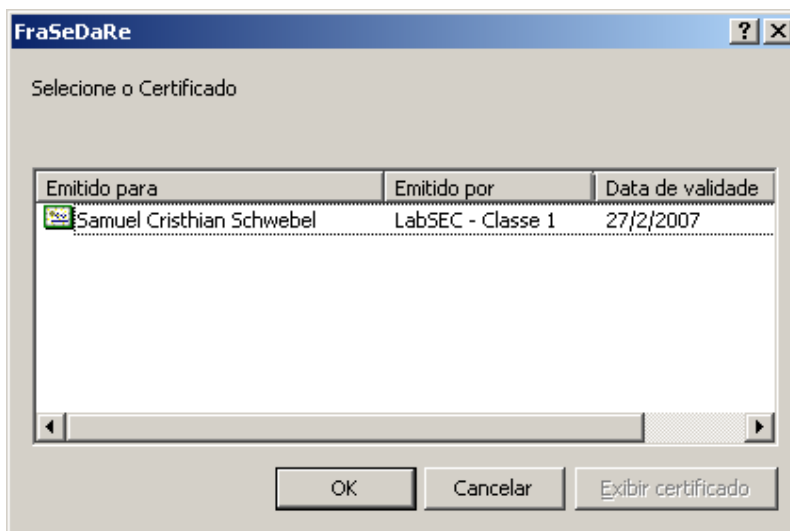 FraSeDaRe
Selecione o Certificado
Emitido para Emitido por Data de validade
Samuel Cristhian Schwebel LabSEC - Classe 1 27/2/2007
OK Cancelar Exibir certificado